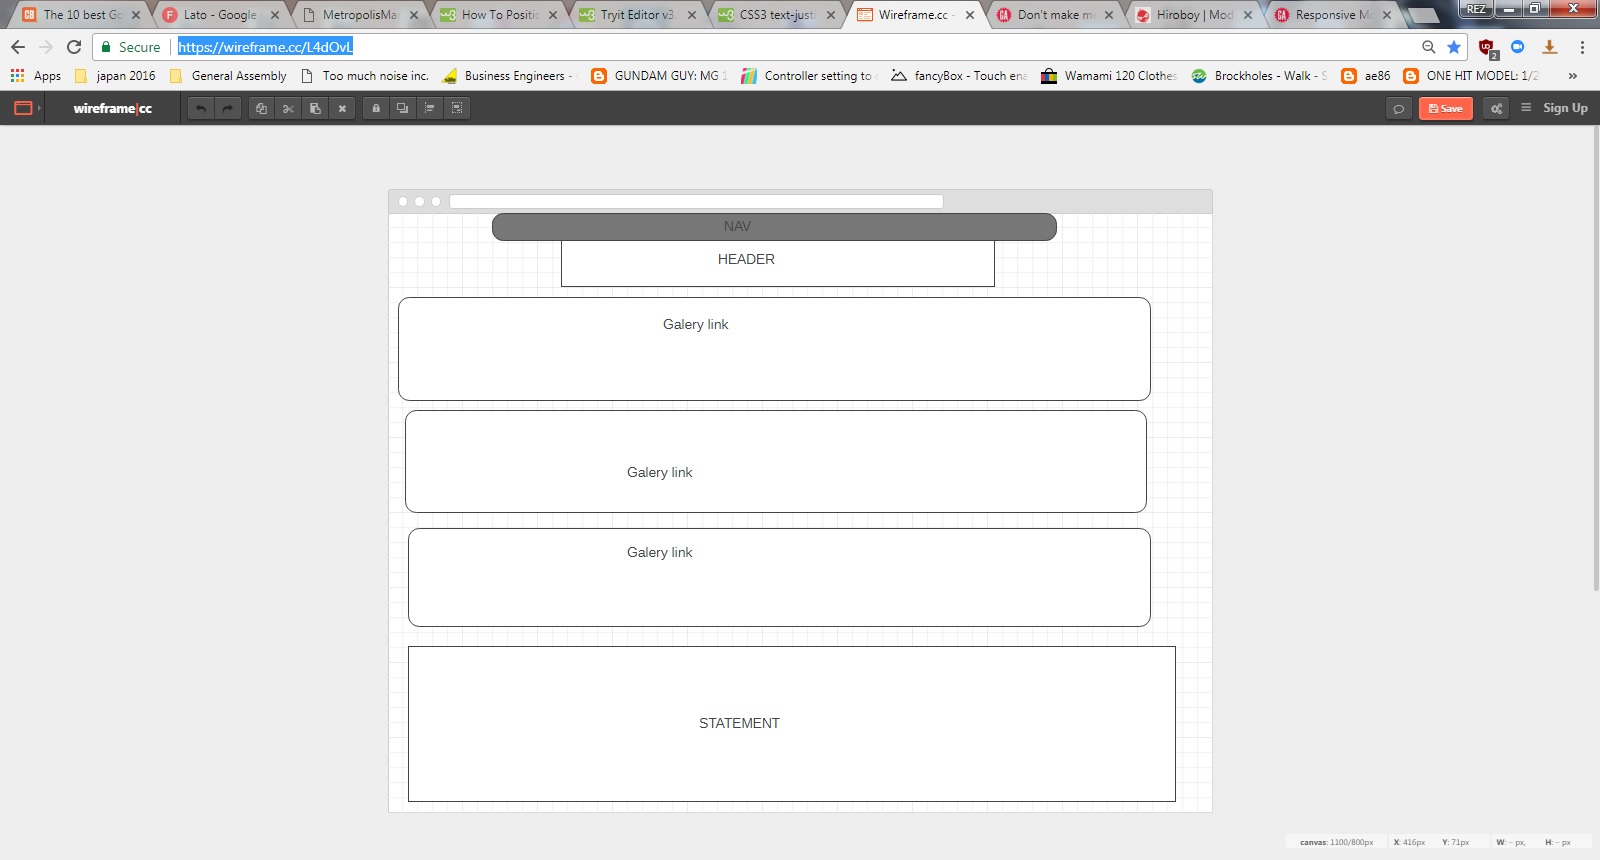 The 10 best Go
Lato - Google
MetropolisMa
How To Positio
Tryit Editor v3.
CSS3 text-just
Wireframe.cc -
Don't make m
Hiroboy | Mod
Responsive Mo
REZ
Secure
https://wireframe.cc/L4dOvL
2
Apps
japan 2016
General Assembly
Too much noise inc.
Business Engineers -
GUNDAM GUY: MG 1
Controller setting to
fancyBox - Touch ena
Wamami 120 Clothes
Brockholes - Walk - S
ae86
ONE HIT MODEL: 1/2
»
wireframe|cc
Save
Sign Up
NAV
HEADER
Galery link
Galery link
Galery link
STATEMENT
canvas: 1100/800px X: 416px Y: 71px W: – px, H: – px